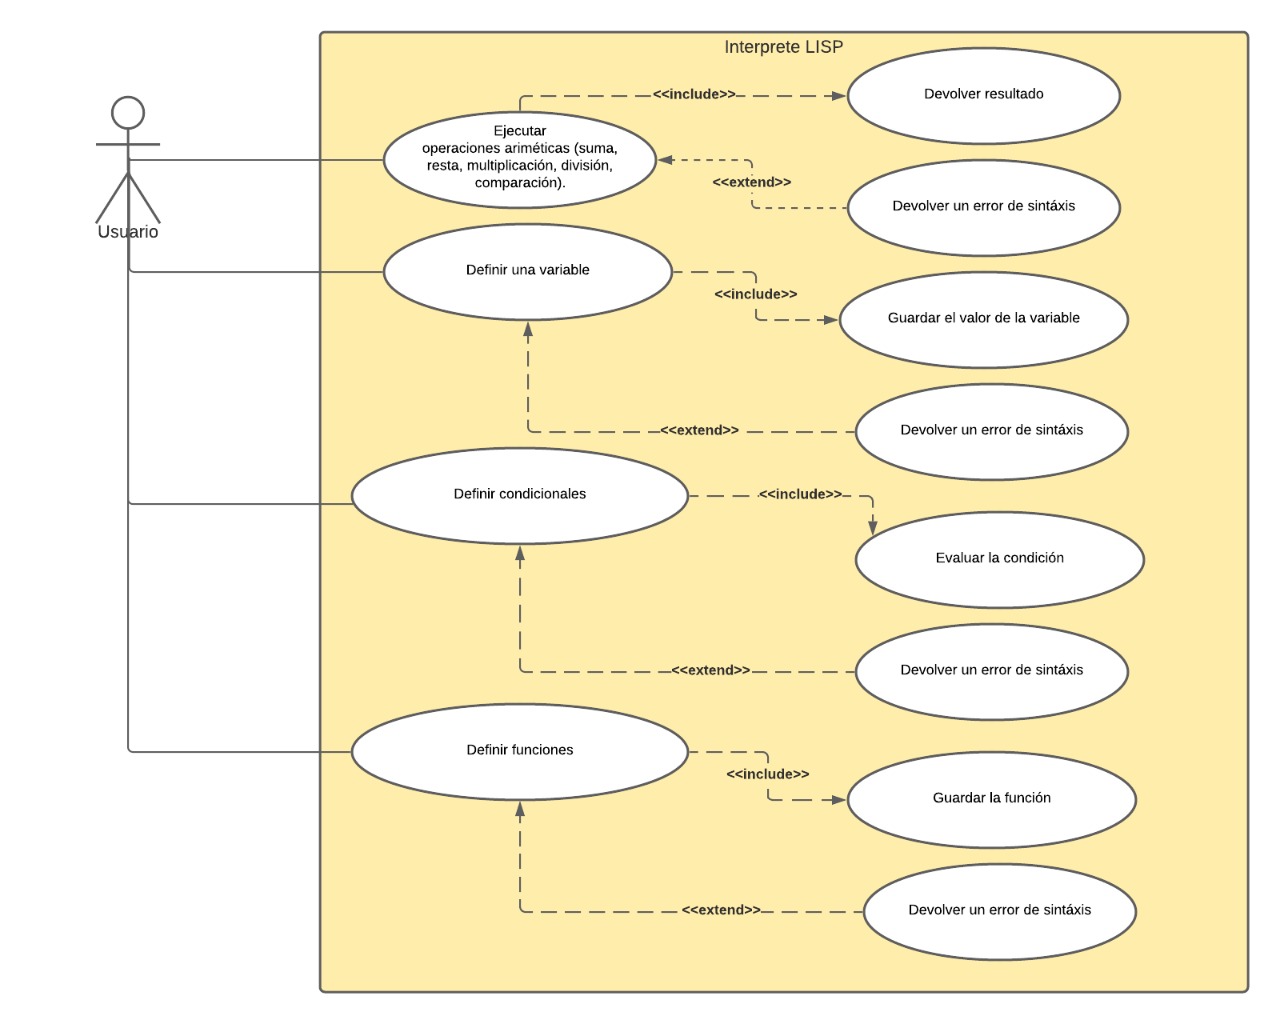 Interprete LISP
<<include>>
Devolver resultado
Ejecutar
operaciones ariméticas (suma,
resta, multiplicación, división,
comparación).
<<extend>>
Devolver un error de sintáxis
Usuario
Definir una variable
<<include>>
Guardar el valor de la variable
<<extend>>
Devolver un error de sintáxis
Definir condicionales
<<include>>
Evaluar la condición
<<extend>>
Devolver un error de sintáxis
Definir funciones
<<include>>
Guardar la función
<<extend>>
Devolver un error de sintáxis